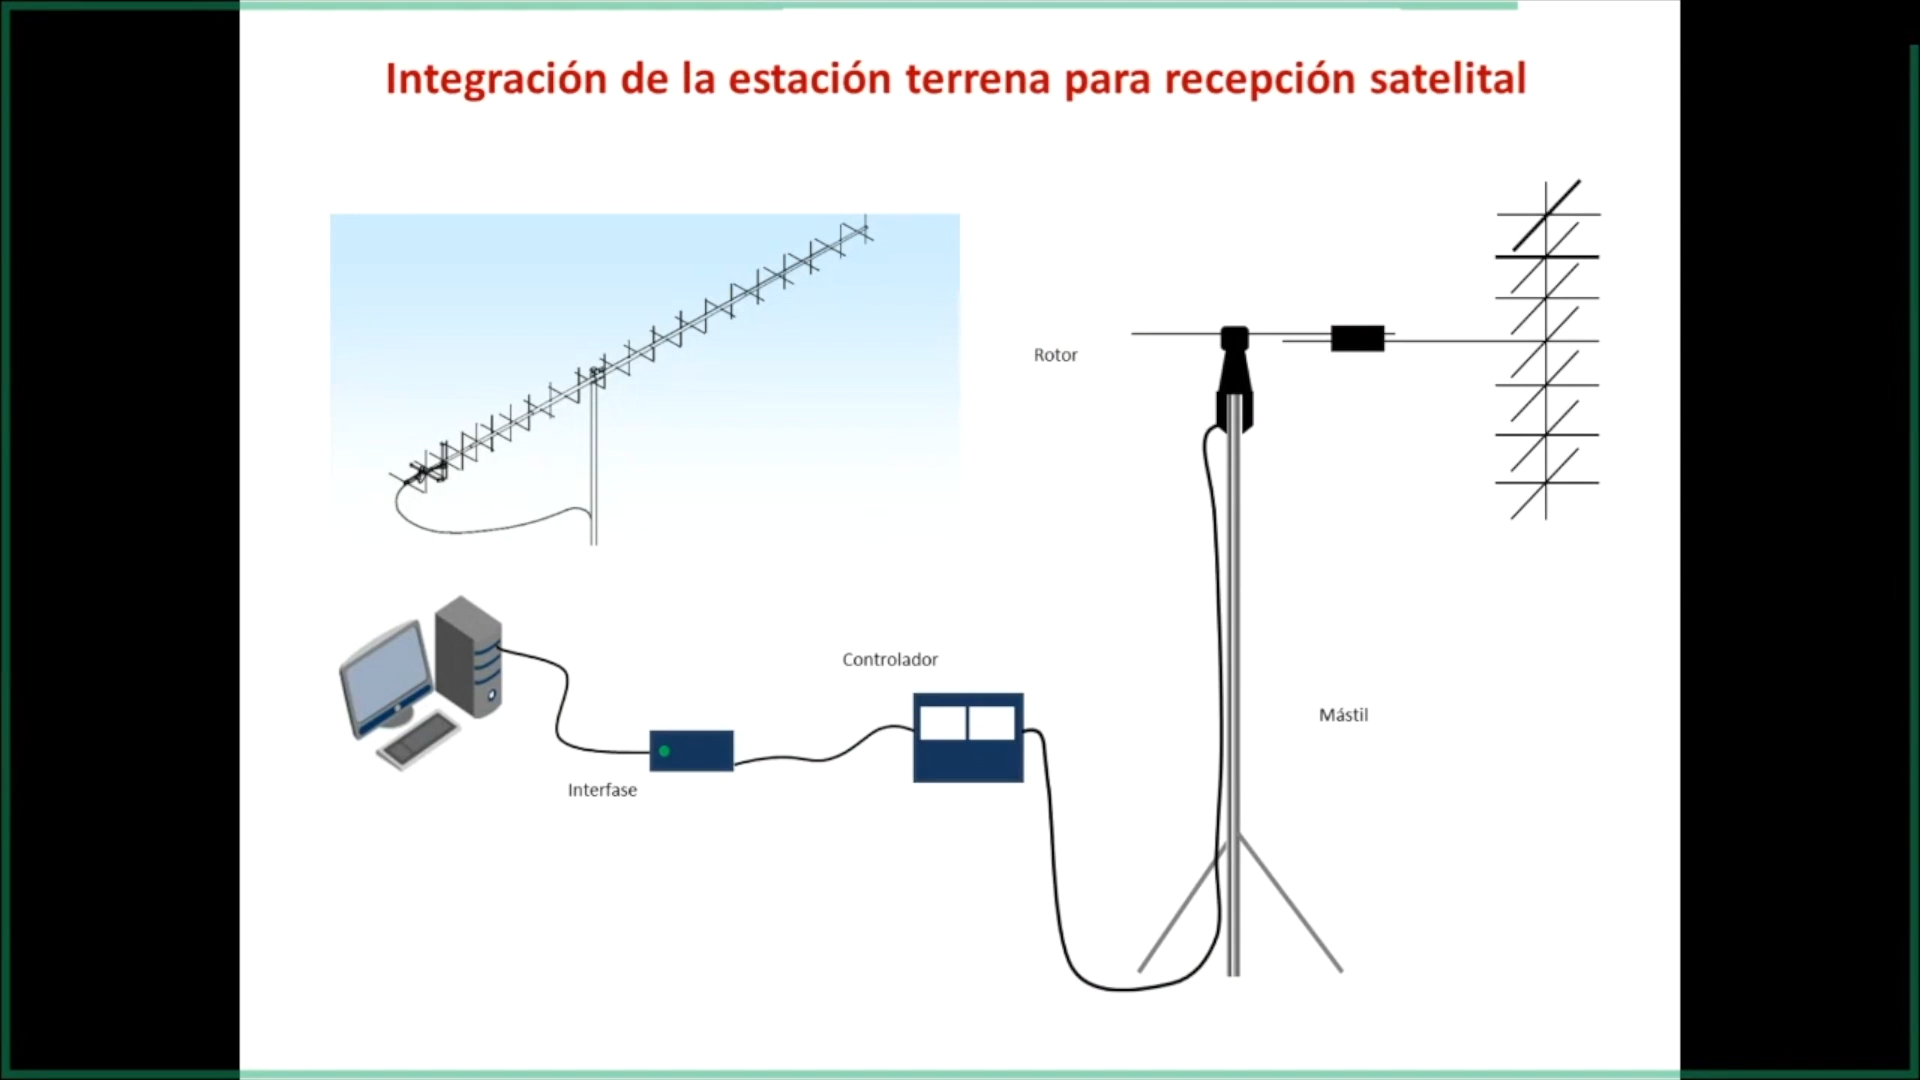 Integración de la estación terrena para recepción satelital
Rotor
Controlador
Mástil
Interfase